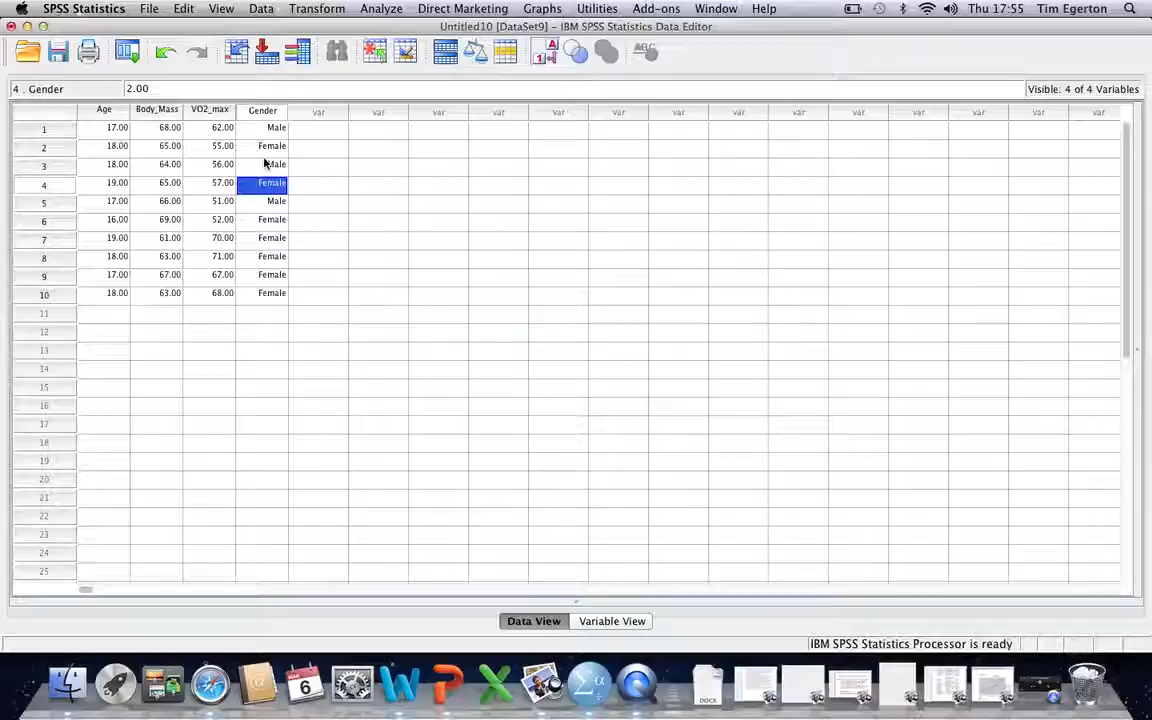 SPSS Statistics File Edit View Data Transform Analyze Direct Marketing Graphs Utilities Add-ons Window Help Thu 17:55 Tim Egerton
Untitled10 [DataSet9] – IBM SPSS Statistics Data Editor
4 . Gender 2.00 Visible: 4 of 4 Variables
Age Body_Mass VO2_max Gender var var var var var var var var var var var var var var
1 17.00 68.00 62.00 Male
2 18.00 65.00 55.00 Female
3 18.00 64.00 56.00 Male
4 19.00 65.00 57.00 Female
5 17.00 66.00 51.00 Male
6 16.00 69.00 52.00 Female
7 19.00 61.00 70.00 Female
8 18.00 63.00 71.00 Female
9 17.00 67.00 67.00 Female
10 18.00 63.00 68.00 Female
11
12
13
14
15
16
17
18
19
20
21
22
23
24
25
Data View Variable View
IBM SPSS Statistics Processor is ready
6
DOCX